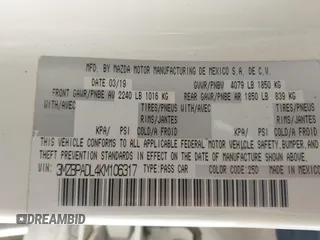 MFD. BY MAZDA MOTOR MANUFACTURING DE MEXICO S.A. DE C.V.
DATE 03/19 GVWR/PNBV 4079 LB 1850 KG
FRONT GAWR/PNBE AV 2240 LB 1016 KG REAR GAWR/PNBE AR 1850 LB 839 KG
WITH/AVEC TIRES/PNEUS WITH/AVEC TIRES/PNEUS
RIMS/JANTES RIMS/JANTES
KPA/ PSI COLD/A FROID KPA/ PSI COLD/A FROID
THIS VEHICLE CONFORMS TO ALL APPLICABLE FEDERAL MOTOR VEHICLE SAFETY, BUMPER, AND
THEFT PREVENTION STANDARDS IN EFFECT ON THE DATE OF MANUFACTURE SHOWN ABOVE.
VIN: 3MZBPADL4KM106317 TYPE:PASS CAR COLOR CODE:25D MADE IN MEXICO
© DRIFTING AUTO